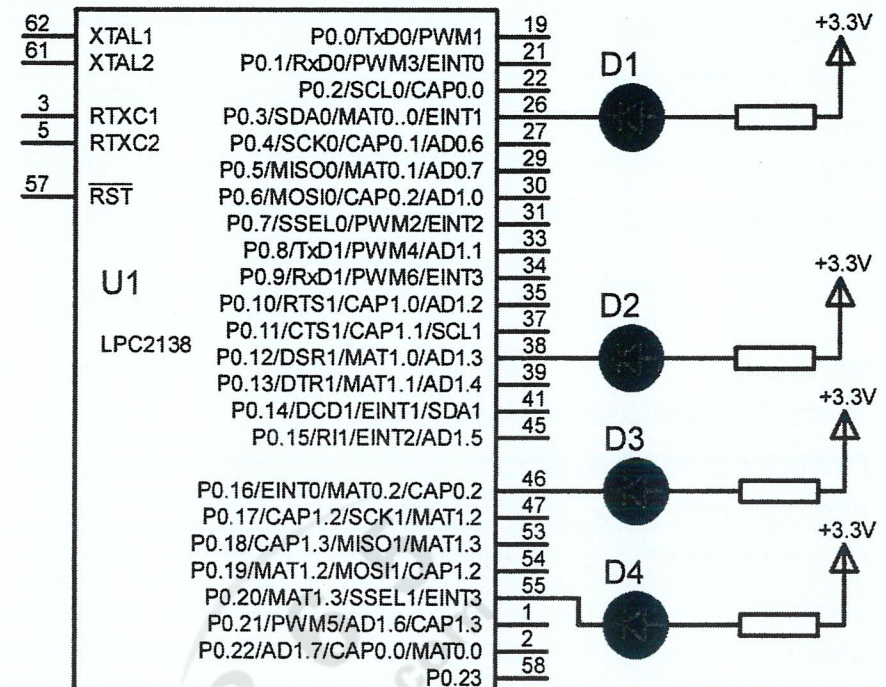 62 XTAL1
61 XTAL2
3 RTXC1
5 RTXC2
57 RST
U1
LPC2138
P0.0/TxD0/PWM1 19
P0.1/RxD0/PWM3/EINT0 21
P0.2/SCL0/CAP0.0 22
P0.3/SDA0/MAT0..0/EINT1 26
P0.4/SCK0/CAP0.1/AD0.6 27
P0.5/MISO0/MAT0.1/AD0.7 29
P0.6/MOSI0/CAP0.2/AD1.0 30
P0.7/SSEL0/PWM2/EINT2 31
P0.8/TxD1/PWM4/AD1.1 33
P0.9/RxD1/PWM6/EINT3 34
P0.10/RTS1/CAP1.0/AD1.2 35
P0.11/CTS1/CAP1.1/SCL1 37
P0.12/DSR1/MAT1.0/AD1.3 38
P0.13/DTR1/MAT1.1/AD1.4 39
P0.14/DCD1/EINT1/SDA1 41
P0.15/RI1/EINT2/AD1.5 45
P0.16/EINT0/MAT0.2/CAP0.2 46
P0.17/CAP1.2/SCK1/MAT1.2 47
P0.18/CAP1.3/MISO1/MAT1.3 53
P0.19/MAT1.2/MOSI1/CAP1.2 54
P0.20/MAT1.3/SSEL1/EINT3 55
P0.21/PWM5/AD1.6/CAP1.3 1
P0.22/AD1.7/CAP0.0/MAT0.0 2
P0.23 58
D1
+3.3V
D2
+3.3V
D3
+3.3V
D4
+3.3V